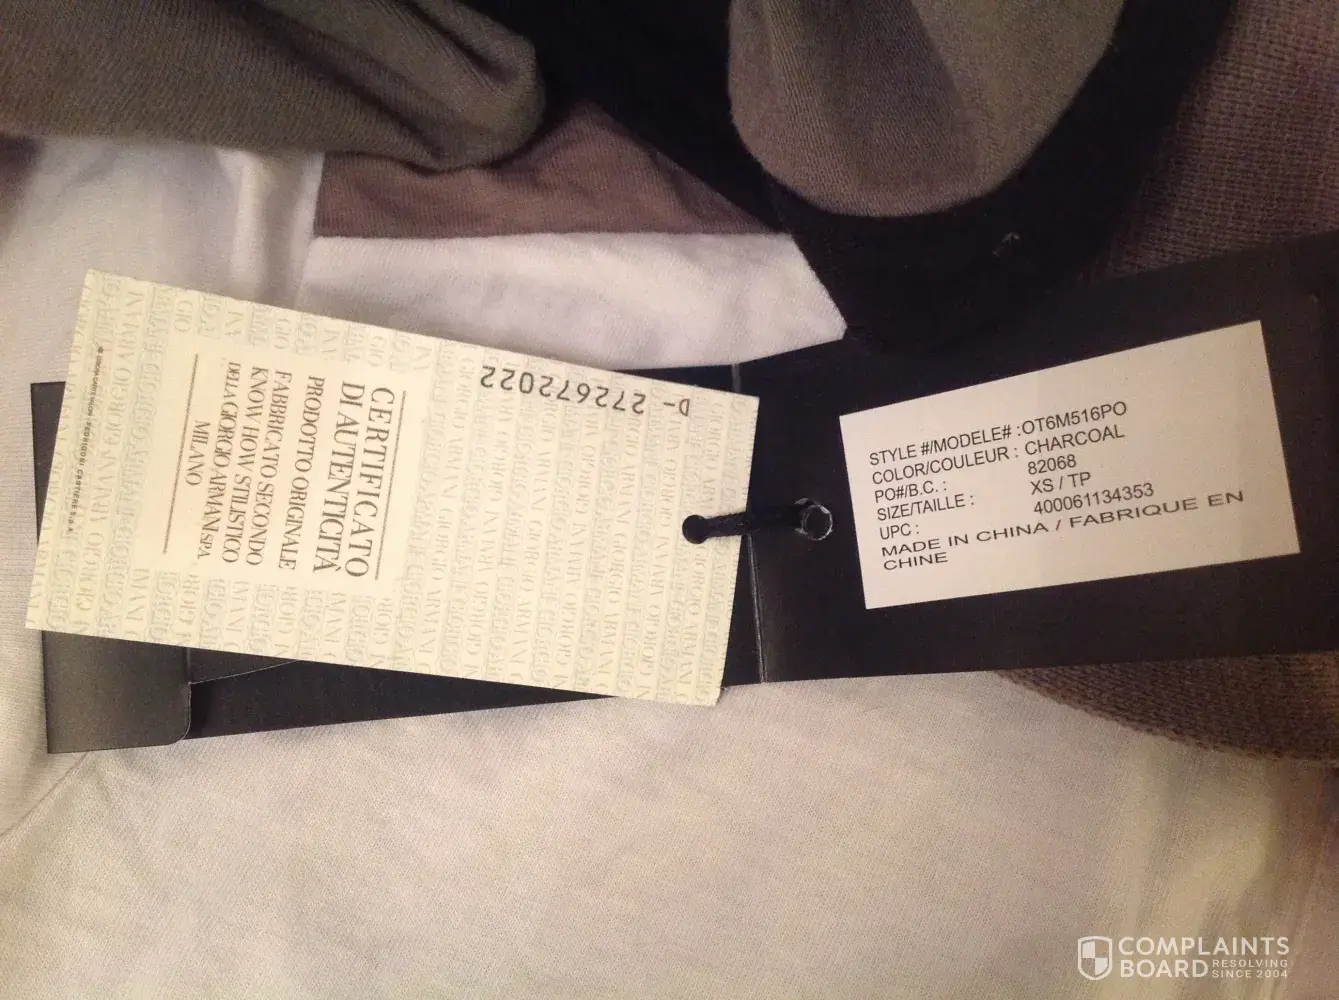 CERTIFICATO
DI AUTENTICITÀ
PRODOTTO ORIGINALE
FABBRICATO SECONDO
KNOW HOW STILISTICO
DELLA GIORGIO ARMANI SPA
MILANO
D- 272672022
STYLE #/MODELE# :OT6M516PO
COLOR/COULEUR : CHARCOAL
PO#/B.C. : 82068
SIZE/TAILLE : XS / TP
UPC : 400061134353
MADE IN CHINA / FABRIQUE EN
CHINE
COMPLAINTS
BOARD RESOLVING
SINCE 2004